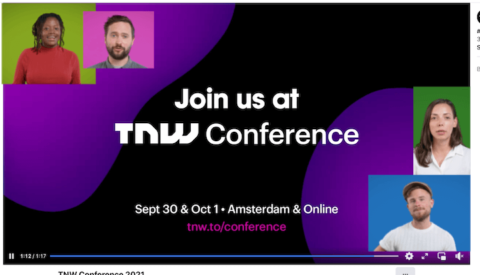 Join us at
TNW Conference
Sept 30 & Oct 1 • Amsterdam & Online
tnw.to/conference
1:12 / 1:17
TNW Conference 2021